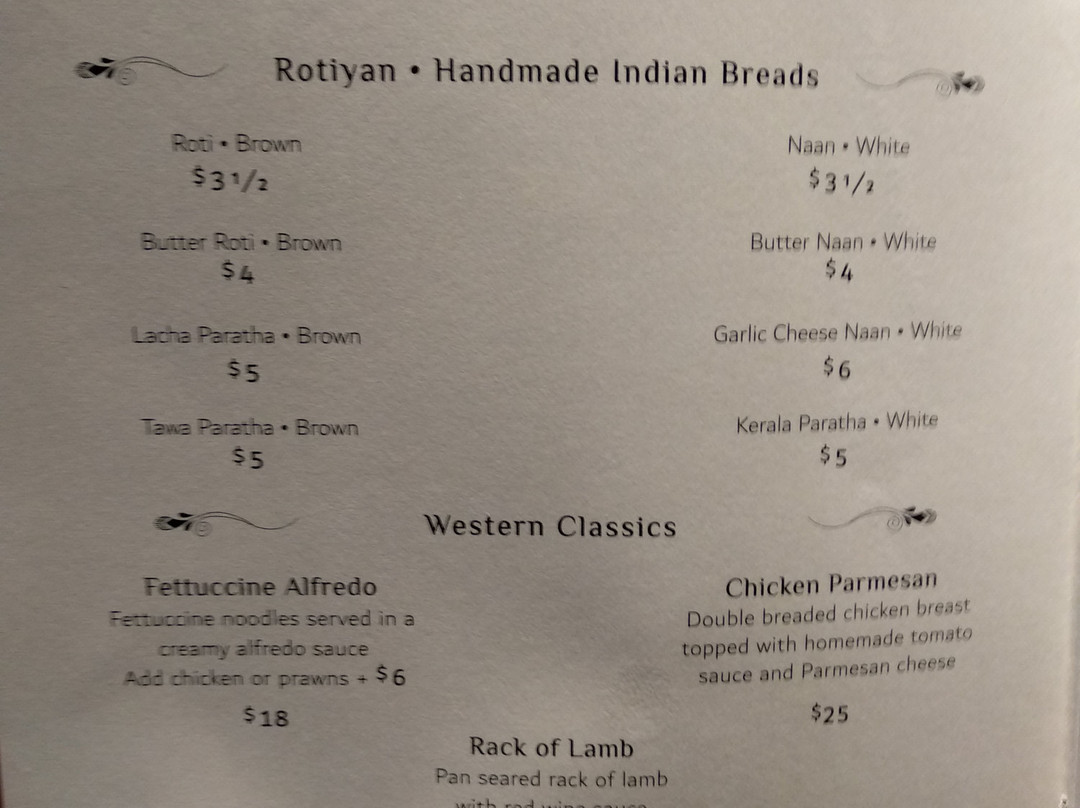 Rotiyan • Handmade Indian Breads
Roti • Brown
$3 1/2
Butter Roti • Brown
$4
Lacha Paratha • Brown
$5
Tawa Paratha • Brown
$5
Naan • White
$3 1/2
Butter Naan • White
$4
Garlic Cheese Naan • White
$6
Kerala Paratha • White
$5
Western Classics
Fettuccine Alfredo
Fettuccine noodles served in a
creamy alfredo sauce
Add chicken or prawns + $6
$18
Chicken Parmesan
Double breaded chicken breast
topped with homemade tomato
sauce and Parmesan cheese
$25
Rack of Lamb
Pan seared rack of lamb
with red wine sauce